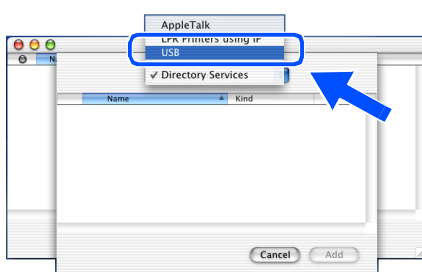 AppleTalk
LPR Printers using IP
USB
✓ Directory Services
Name Kind
Cancel Add